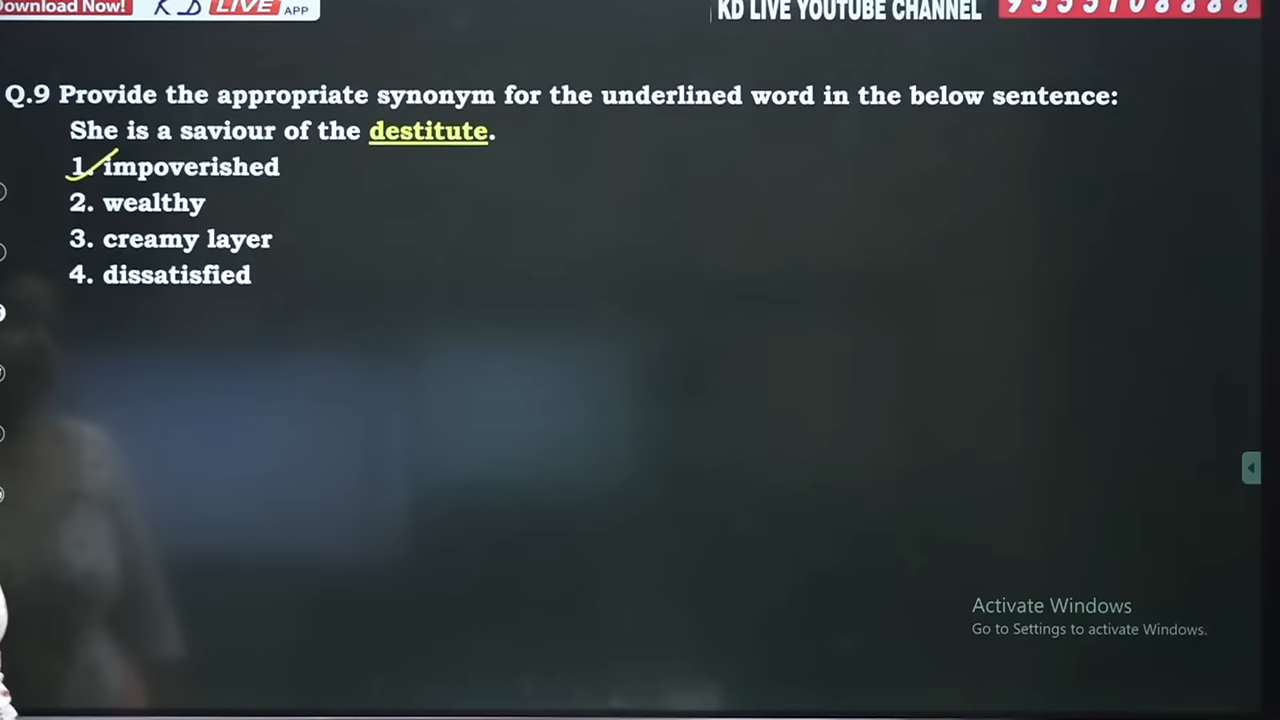 Download Now! KD LIVE APP
KD LIVE YOUTUBE CHANNEL
Q.9 Provide the appropriate synonym for the underlined word in the below sentence:
She is a saviour of the destitute.
1. impoverished
2. wealthy
3. creamy layer
4. dissatisfied
Activate Windows
Go to Settings to activate Windows.